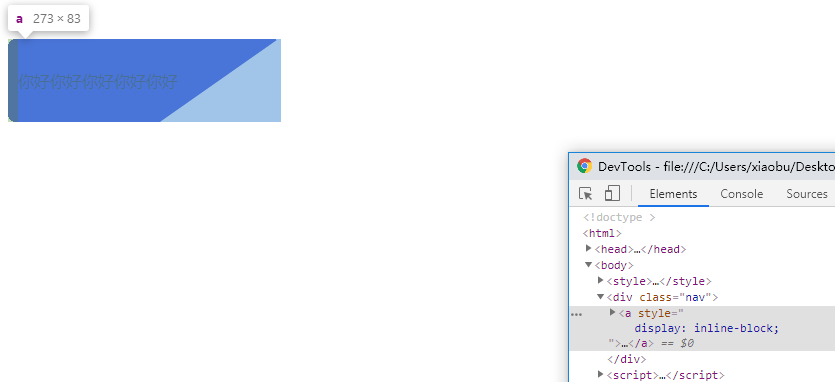 a 273 × 83
你好你好你好你好你好
DevTools - file:///C:/Users/xiaobu/Deskto
Elements Console Sources
<!doctype >
<html>
<head>…</head>
<body>
<style>…</style>
<div class="nav">
<a style="
display: inline-block;
">…</a> == $0
</div>
<script>…</script>